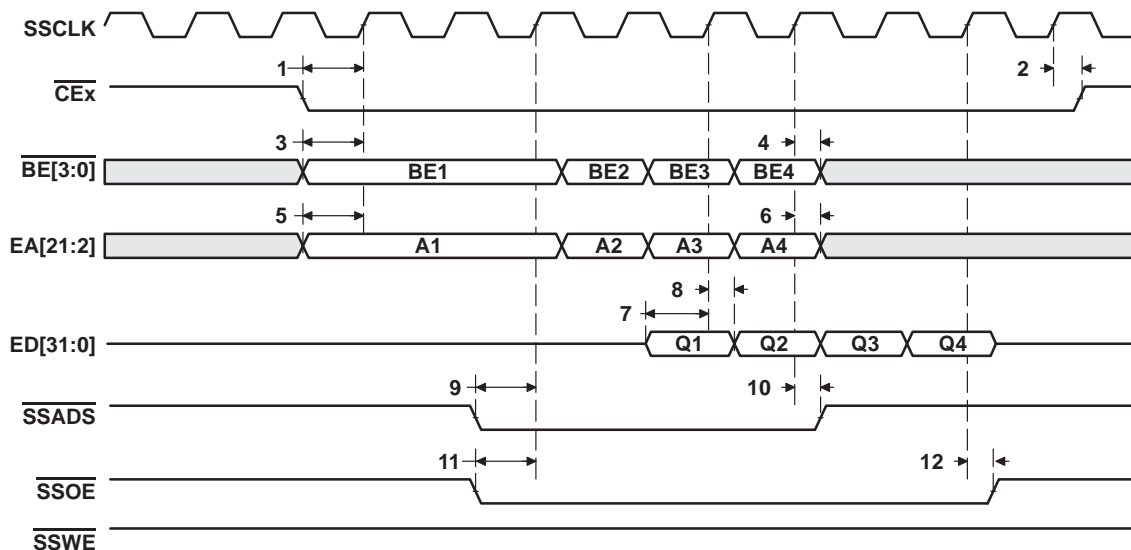 SSCLK
1
2
CEx
3
4
BE[3:0]
BE1
BE2
BE3
BE4
5
6
EA[21:2]
A1
A2
A3
A4
8
7
ED[31:0]
Q1
Q2
Q3
Q4
9
10
SSADS
11
12
SSOE
SSWE